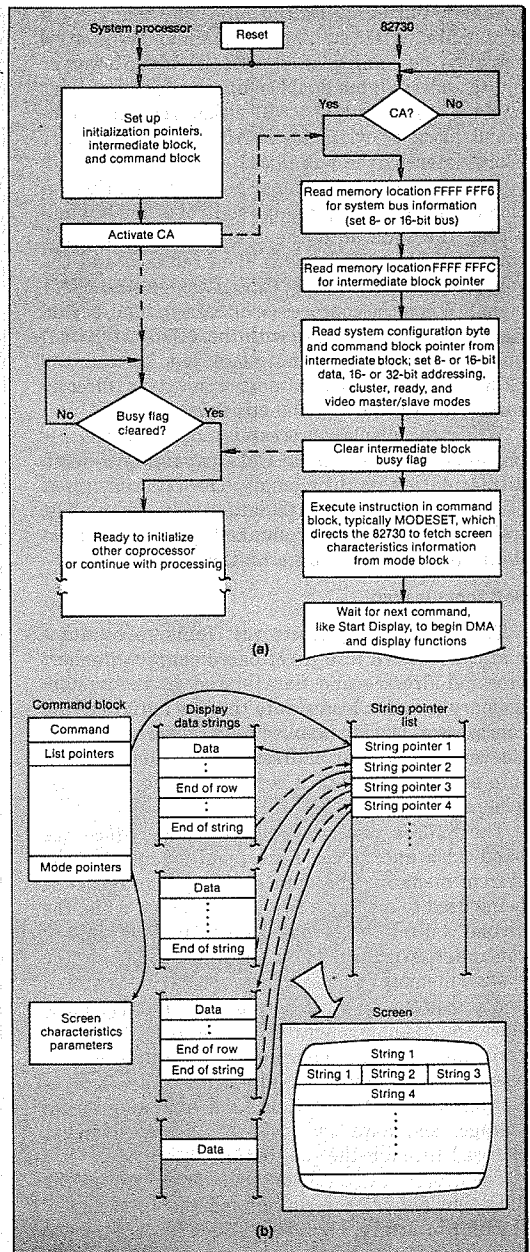 System processor
Reset
82730
Set up
initialization pointers,
intermediate block,
and command block
Activate CA
Yes
CA?
No
Read memory location FFFF FFF6
for system bus information
(set 8- or 16-bit bus)
Read memory location FFFF FFFC
for intermediate block pointer
Read system configuration byte
and command block pointer from
intermediate block; set 8- or 16-bit
data, 16- or 32-bit addressing,
cluster, ready, and
video master/slave modes
No
Busy flag
cleared?
Yes
Clear intermediate block
busy flag
Ready to initialize
other coprocessor
or continue with processing
Execute instruction in command
block, typically MODESET, which
directs the 82730 to fetch screen
characteristics information
from mode block
Wait for next command,
like Start Display, to begin DMA
and display functions
(a)
Command block
Command
List pointers
Mode pointers
Screen
characteristics
parameters
Display
data strings
Data
End of row
End of string
Data
End of string
Data
End of row
End of string
Data
String pointer
list
String pointer 1
String pointer 2
String pointer 3
String pointer 4
Screen
String 1
String 1 String 2 String 3
String 4
(b)